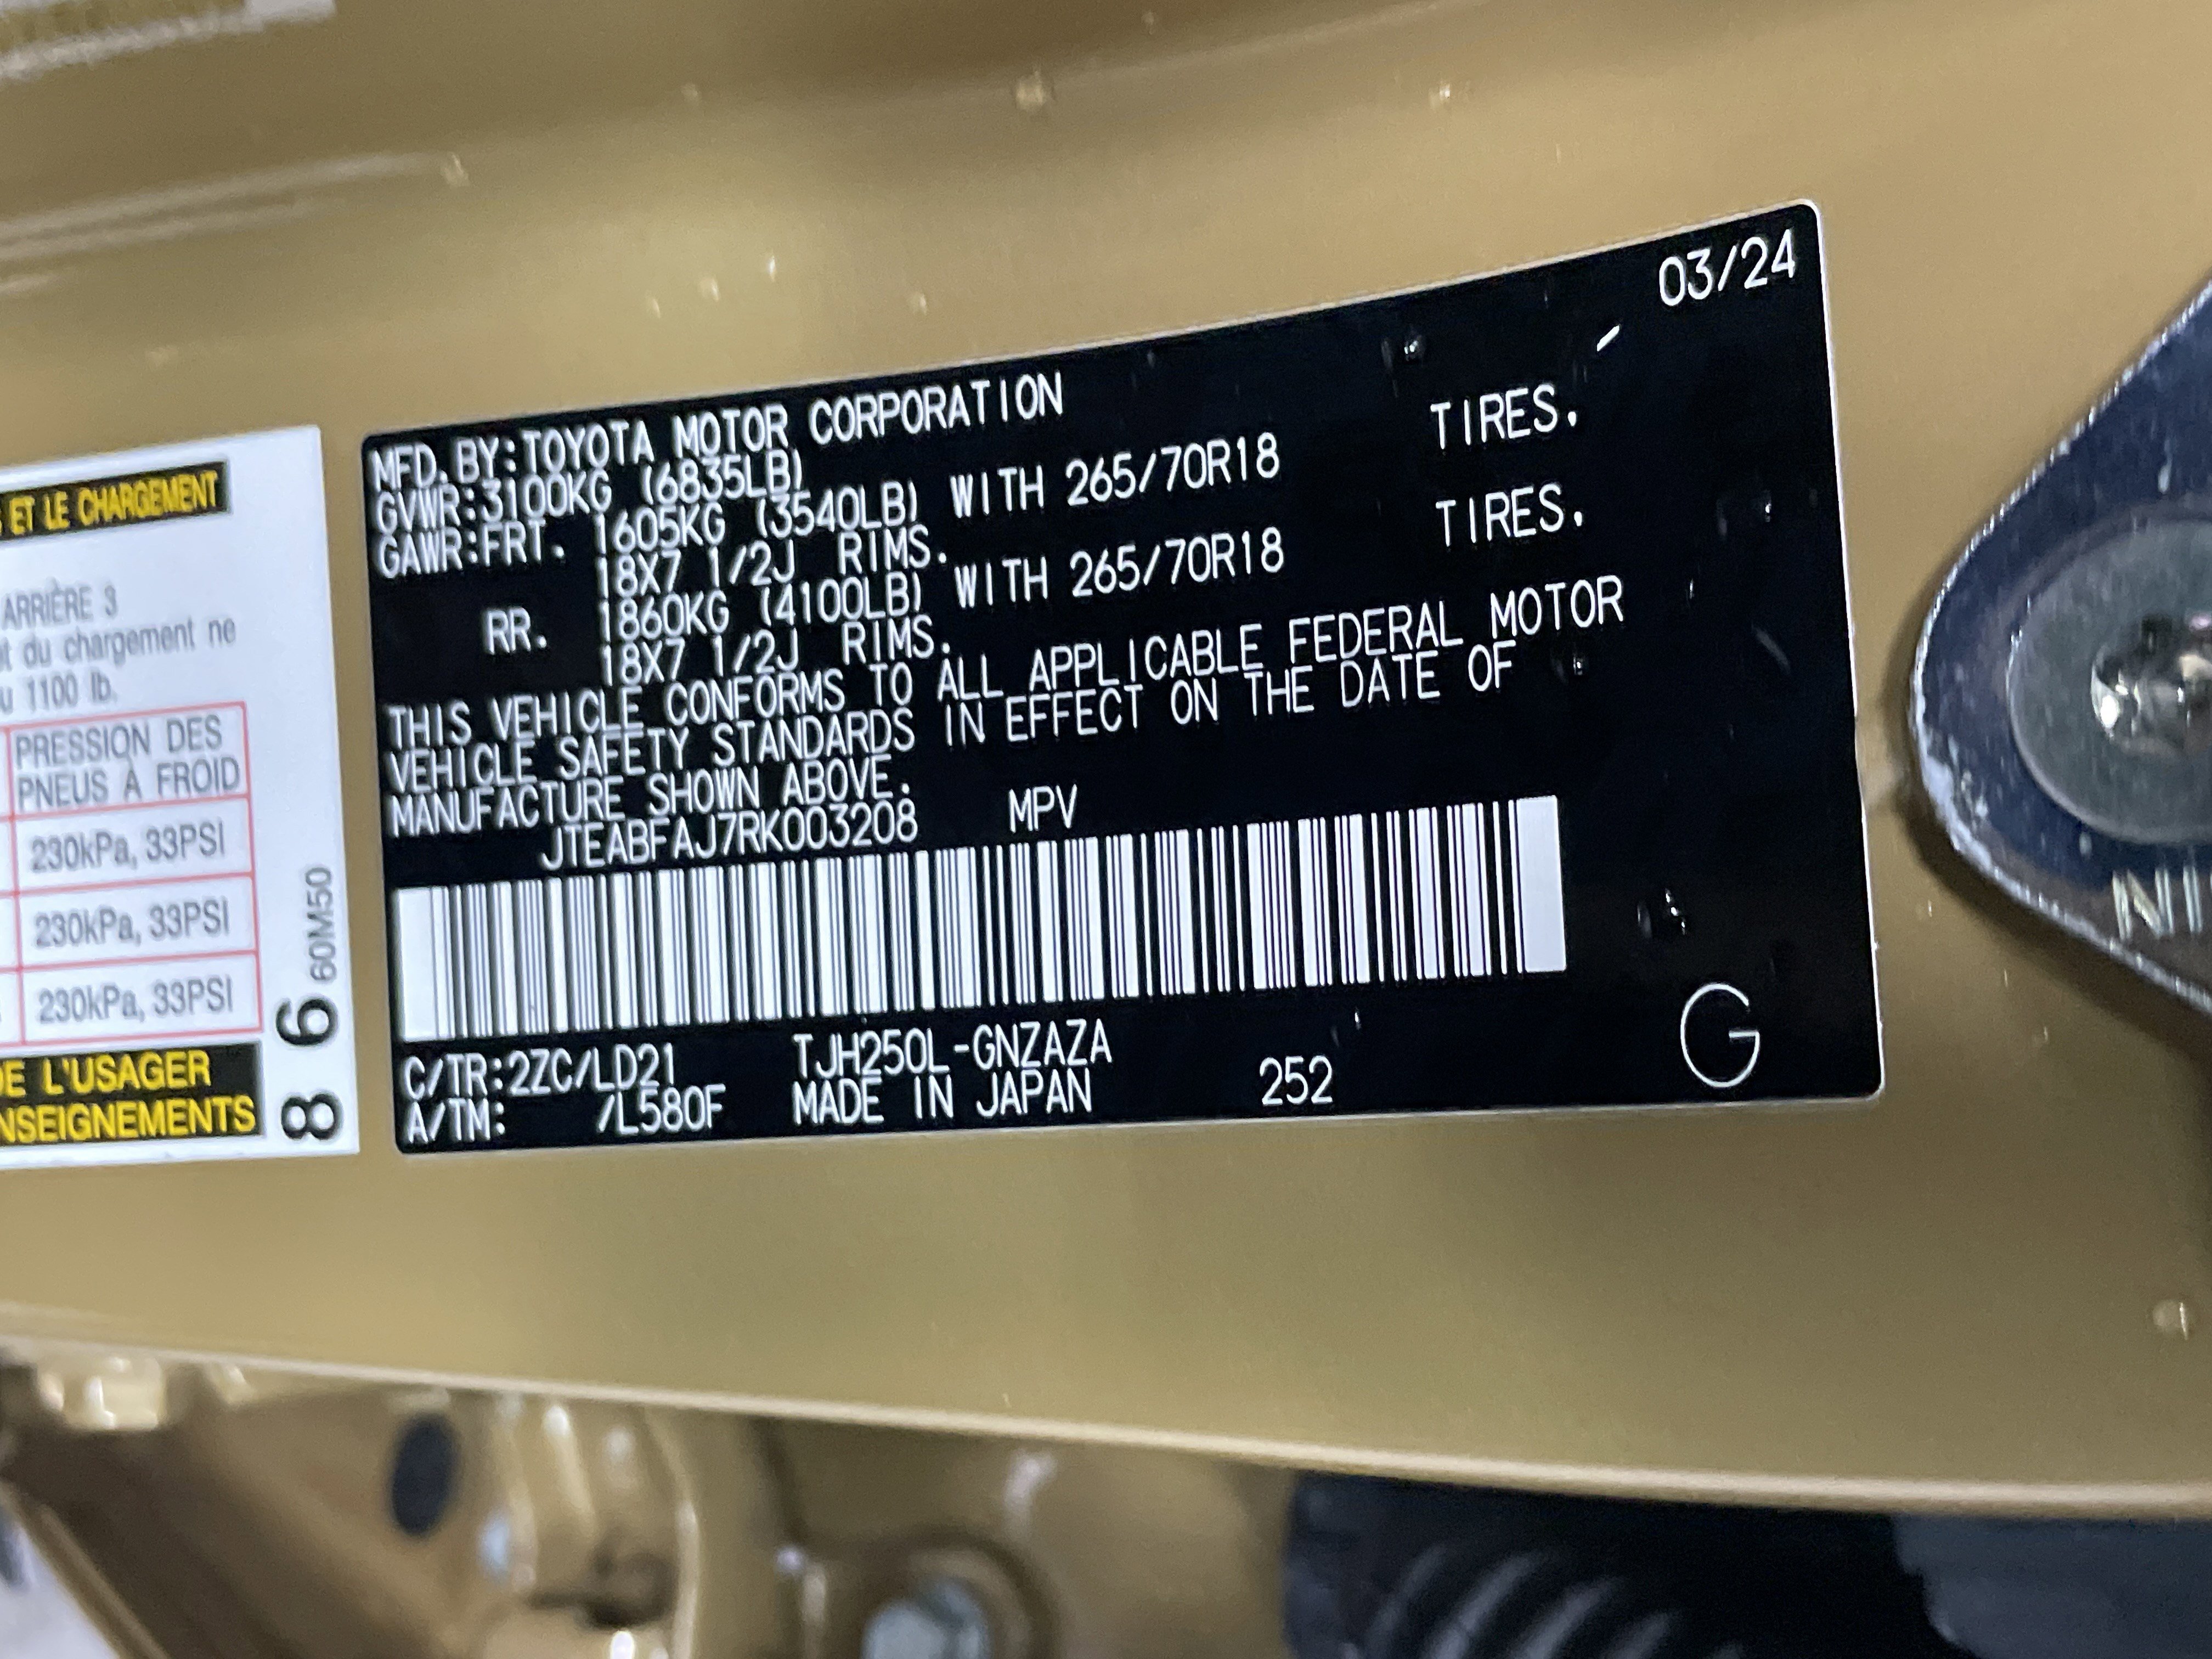 ET LE CHARGEMENT
ARRIÈRE 3
du chargement ne
1100 lb.
PRESSION DES
PNEUS À FROID
230kPa, 33PSI
230kPa, 33PSI
230kPa, 33PSI
L'USAGER
8 6 60M50
03/24
MFD. BY:TOYOTA MOTOR CORPORATION
GVWR:3100KG (6835LB)
GAWR:FRT. 1605KG (3540LB) WITH 265/70R18 TIRES.
18X7 1/2J RIMS.
RR. 1860KG (4100LB) WITH 265/70R18 TIRES.
18X7 1/2J RIMS.
THIS VEHICLE CONFORMS TO ALL APPLICABLE FEDERAL MOTOR
VEHICLE SAFETY STANDARDS IN EFFECT ON THE DATE OF
MANUFACTURE SHOWN ABOVE.
JTEABFAJ7RK003208 MPV
C/TR:2ZC/LD21 TJH250L-GNZAZA
A/TM: /L580F MADE IN JAPAN 252
G